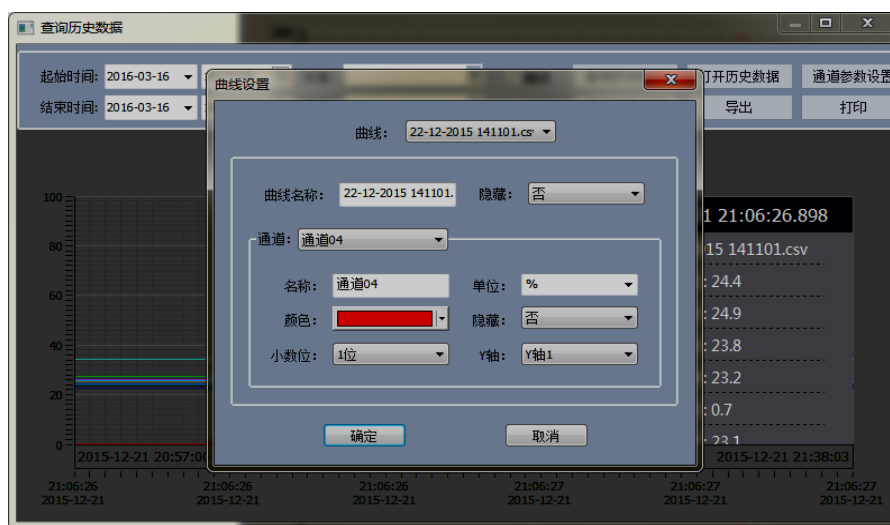 查询历史数据
起始时间: 2016-03-16
打开历史数据 通道参数设置
结束时间: 2016-03-16
导出 打印
曲线设置
曲线: 22-12-2015 141101.cs
曲线名称: 22-12-2015 141101. 隐藏: 否
通道: 通道04
名称: 通道04 单位: %
颜色: 隐藏: 否
小数位: 1位 Y轴: Y轴1
确定 取消
100
80
60
40
20
0
1 21:06:26.898
15 141101.csv
: 24.4
: 24.9
: 23.8
: 23.2
: 0.7
: 23.1
2015-12-21 20:57:0
2015-12-21 21:38:03
21:06:26 21:06:26 21:06:26 21:06:27 21:06:27 21:06:27
2015-12-21 2015-12-21 2015-12-21 2015-12-21 2015-12-21 2015-12-21